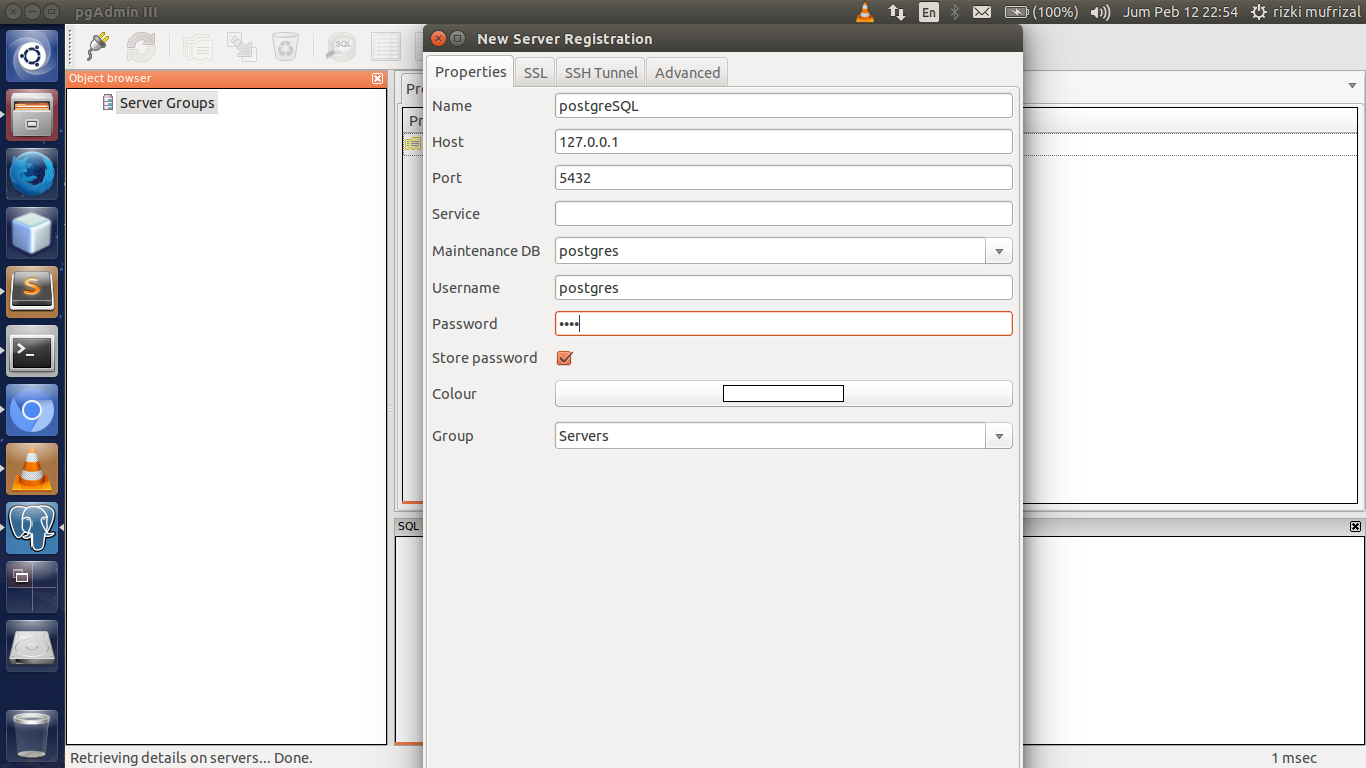 pgAdmin III
En
(100%)
Jum Peb 12 22:54
rizki mufrizal
New Server Registration
Object browser
Server Groups
SQL
Properties
SSL
SSH Tunnel
Advanced
Name
postgreSQL
Host
127.0.0.1
Port
5432
Service
Maintenance DB
postgres
Username
postgres
Password
••••
Store password
Colour
Group
Servers
Pr
Pr
SQL
Retrieving details on servers... Done.
1 msec